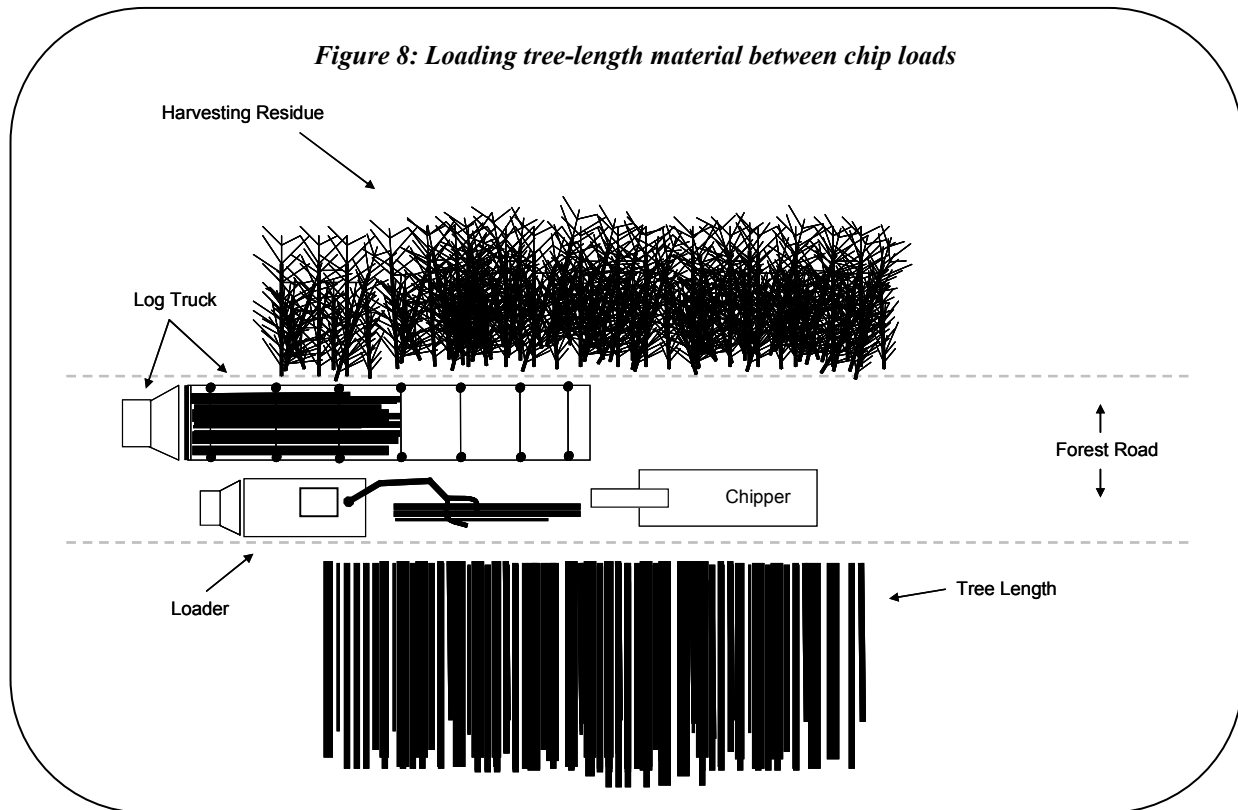 Figure 8: Loading tree-length material between chip loads
Harvesting Residue
Log Truck
Forest Road
Chipper
Tree Length
Loader